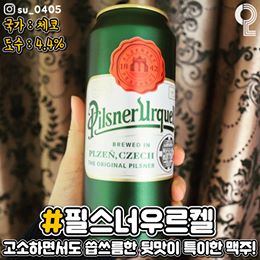 su_0405
국가 : 체코
도수 : 4.4%
1842
Pilsner Urquell
BREWED IN
PLZEŇ, CZECH
THE ORIGINAL PILSNER
#필스너우르켈
고소하면서도 씁쓰름한 뒷맛이 특이한 맥주!